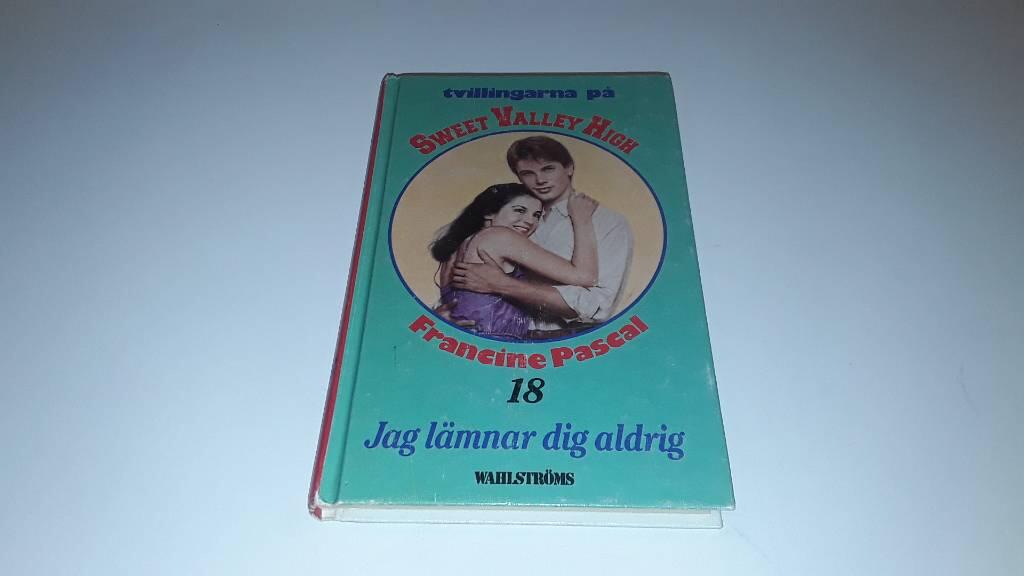 tvillingarna på
SWEET VALLEY HIGH
Francine Pascal
18
Jag lämnar dig aldrig
WAHLSTRÖMS